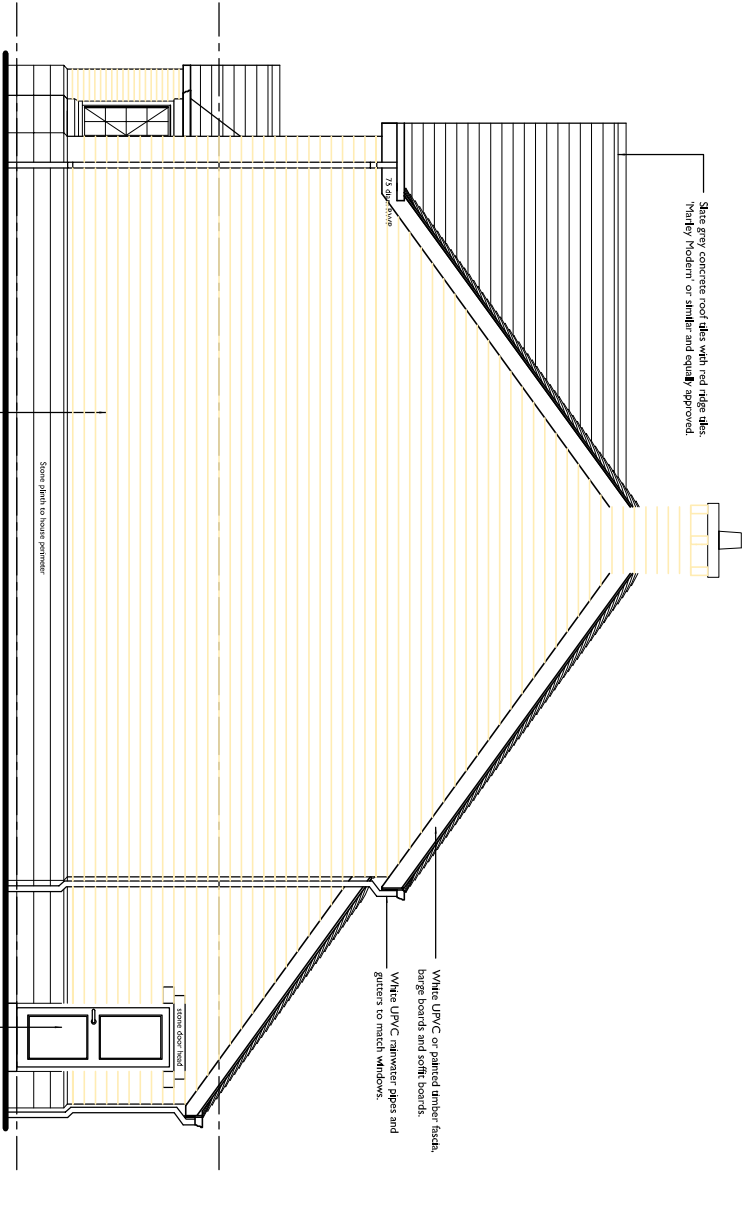 Slate grey concrete roof tiles with red ridge tiles.
'Marley Modern' or similar and equally approved.
75 diam. RWP
Stone plinth to house perimeter
White UPVC or painted timber fascia,
barge boards and soffit boards.
White UPVC rainwater pipes and
gutters to match windows.
stone door head